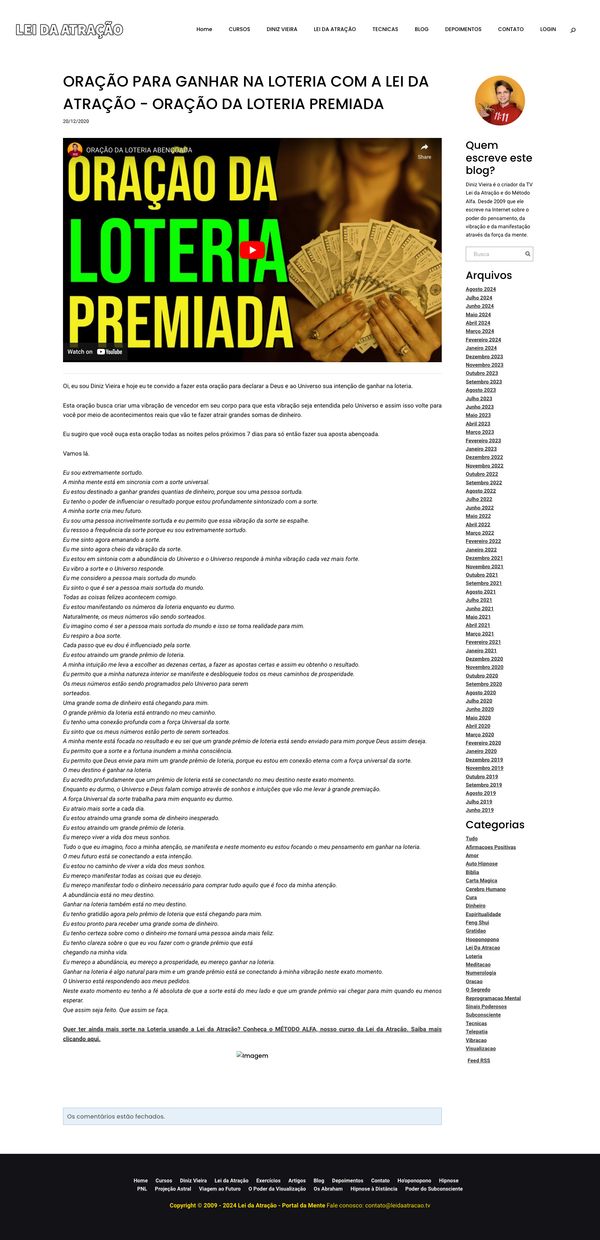 LEI DA ATRAÇÃO
Home CURSOS DINIZ VIEIRA LEI DA ATRAÇÃO TECNICAS BLOG DEPOIMENTOS CONTATO LOGIN
ORAÇÃO PARA GANHAR NA LOTERIA COM A LEI DA
ATRAÇÃO - ORAÇÃO DA LOTERIA PREMIADA
20/12/2020
ORAÇÃO DA LOTERIA ABENÇOADA
Share
ORAÇÃO DA
LOTERIA
PREMIADA
Watch on YouTube
Oi, eu sou Diniz Vieira e hoje eu te convido a fazer esta oração para declarar a Deus e ao Universo sua intenção de ganhar na loteria.
Esta oração busca criar uma vibração de vencedor em seu corpo para que esta vibração seja entendida pelo Universo e assim isso volte para
você por meio de acontecimentos reais que vão te fazer atrair grandes somas de dinheiro.
Eu sugiro que você ouça esta oração todas as noites pelos próximos 7 dias para só então fazer sua aposta abençoada.
Vamos lá.
Eu sou extremamente sortudo.
A minha mente está em sincronia com a sorte universal.
Eu estou destinado a ganhar grandes quantias de dinheiro, porque sou uma pessoa sortuda.
Eu tenho o poder de influenciar o resultado porque estou profundamente sintonizado com a sorte.
A minha sorte cria meu futuro.
Eu sou uma pessoa incrivelmente sortuda e eu permito que essa vibração da sorte se espalhe.
Eu ressoo a frequência da sorte porque eu sou extremamente sortudo.
Eu me sinto agora emanando a sorte.
Eu me sinto agora cheio da vibração da sorte.
Eu estou em sintonia com a abundância do Universo e o Universo responde à minha vibração cada vez mais forte.
Eu vibro a sorte e o Universo responde.
Eu me considero a pessoa mais sortuda do mundo.
Eu sinto o que é ser a pessoa mais sortuda do mundo.
Todas as coisas felizes acontecem comigo.
Eu estou manifestando os números da loteria enquanto eu durmo.
Naturalmente, os meus números vão sendo sorteados.
Eu imagino como é ser a pessoa mais sortuda do mundo e isso se torna realidade para mim.
Eu respiro a boa sorte.
Cada passo que eu dou é influenciado pela sorte.
Eu estou atraindo um grande prêmio de loteria.
A minha intuição me leva a escolher as dezenas certas, a fazer as apostas certas e assim eu obtenho o resultado.
Eu permito que a minha natureza interior se manifeste e desbloqueie todos os meus caminhos de prosperidade.
Os meus números estão sendo programados pelo Universo para serem
sorteados.
Uma grande soma de dinheiro está chegando para mim.
O grande prêmio da loteria está entrando no meu caminho.
Eu tenho uma conexão profunda com a força Universal da sorte.
Eu sinto que os meus números estão perto de serem sorteados.
A minha mente está focada no resultado e eu sei que um grande prêmio de loteria está sendo enviado para mim porque Deus assim deseja.
Eu permito que a sorte e a fortuna inundem a minha consciência.
Eu permito que Deus envie para mim um grande prêmio de loteria, porque eu estou em conexão eterna com a força universal da sorte.
O meu destino é ganhar na loteria.
Eu acredito profundamente que um prêmio de loteria está se conectando no meu destino neste exato momento.
Enquanto eu durmo, o Universo e Deus falam comigo através de sonhos e intuições que vão me levar à grande premiação.
A força Universal da sorte trabalha para mim enquanto eu durmo.
Eu atraio mais sorte a cada dia.
Eu estou atraindo uma grande soma de dinheiro inesperado.
Eu estou atraindo um grande prêmio de loteria.
Eu mereço viver a vida dos meus sonhos.
Tudo o que eu imagino, foco a minha atenção, se manifesta e neste momento eu estou focando o meu pensamento em ganhar na loteria.
O meu futuro está se conectando a esta intenção.
Eu estou no caminho de viver a vida dos meus sonhos.
Eu mereço manifestar todas as coisas que eu desejo.
Eu mereço manifestar todo o dinheiro necessário para comprar tudo aquilo que é foco da minha atenção.
A abundância está no meu destino.
Ganhar na loteria também está no meu destino.
Eu tenho gratidão agora pelo prêmio de loteria que está chegando para mim.
Eu estou pronto para receber uma grande soma de dinheiro.
Eu tenho certeza sobre como o dinheiro me tornará uma pessoa ainda mais feliz.
Eu tenho clareza sobre o que eu vou fazer com o grande prêmio que está
chegando na minha vida.
Eu mereço a abundância, eu mereço a prosperidade, eu mereço ganhar na loteria.
Ganhar na loteria é algo natural para mim e um grande prêmio está se conectando à minha vibração neste exato momento.
O Universo está respondendo aos meus pedidos.
Neste exato momento eu tenho a fé absoluta de que a sorte está do meu lado e que um grande prêmio vai chegar para mim quando eu menos
esperar.
Que assim seja feito. Que assim se faça.
Quer ter ainda mais sorte na Loteria usando a Lei da Atração? Conheça o MÉTODO ALFA, nosso curso da Lei da Atração. Saiba mais
clicando aqui.
Imagem
Os comentários estão fechados.
11:11
Quem
escreve este
blog?
Diniz Vieira é o criador da TV
Lei da Atração e do Método
Alfa. Desde 2009 que ele
escreve na Internet sobre o
poder do pensamento, da
vibração e da manifestação
através da força da mente.
Busca
Arquivos
Agosto 2024
Julho 2024
Junho 2024
Maio 2024
Abril 2024
Março 2024
Fevereiro 2024
Janeiro 2024
Dezembro 2023
Novembro 2023
Outubro 2023
Setembro 2023
Agosto 2023
Julho 2023
Junho 2023
Maio 2023
Abril 2023
Março 2023
Fevereiro 2023
Janeiro 2023
Dezembro 2022
Novembro 2022
Outubro 2022
Setembro 2022
Agosto 2022
Julho 2022
Junho 2022
Maio 2022
Abril 2022
Março 2022
Fevereiro 2022
Janeiro 2022
Dezembro 2021
Novembro 2021
Outubro 2021
Setembro 2021
Agosto 2021
Julho 2021
Junho 2021
Maio 2021
Abril 2021
Março 2021
Fevereiro 2021
Janeiro 2021
Dezembro 2020
Novembro 2020
Outubro 2020
Setembro 2020
Agosto 2020
Julho 2020
Junho 2020
Maio 2020
Abril 2020
Março 2020
Fevereiro 2020
Janeiro 2020
Dezembro 2019
Novembro 2019
Outubro 2019
Setembro 2019
Agosto 2019
Julho 2019
Junho 2019
Categorias
Tudo
Afirmacoes Positivas
Amor
Auto Hipnose
Bíblia
Carta Magica
Cerebro Humano
Cura
Dinheiro
Espiritualidade
Feng Shui
Gratidao
Hooponopono
Lei Da Atracao
Loteria
Meditacao
Numerologia
Oracao
O Segredo
Reprogramacao Mental
Sinais Poderosos
Subconsciente
Tecnicas
Telepatia
Vibracao
Visualizacao
Feed RSS
Home Cursos Diniz Vieira Lei da Atração Exercícios Artigos Blog Depoimentos Contato Ho'oponopono Hipnose
PNL Projeção Astral Viagem ao Futuro O Poder da Visualização Os Abraham Hipnose à Distância Poder do Subconsciente
Copyright © 2009 - 2024 Lei da Atração - Portal da Mente Fale conosco: contato@leidaatracao.tv